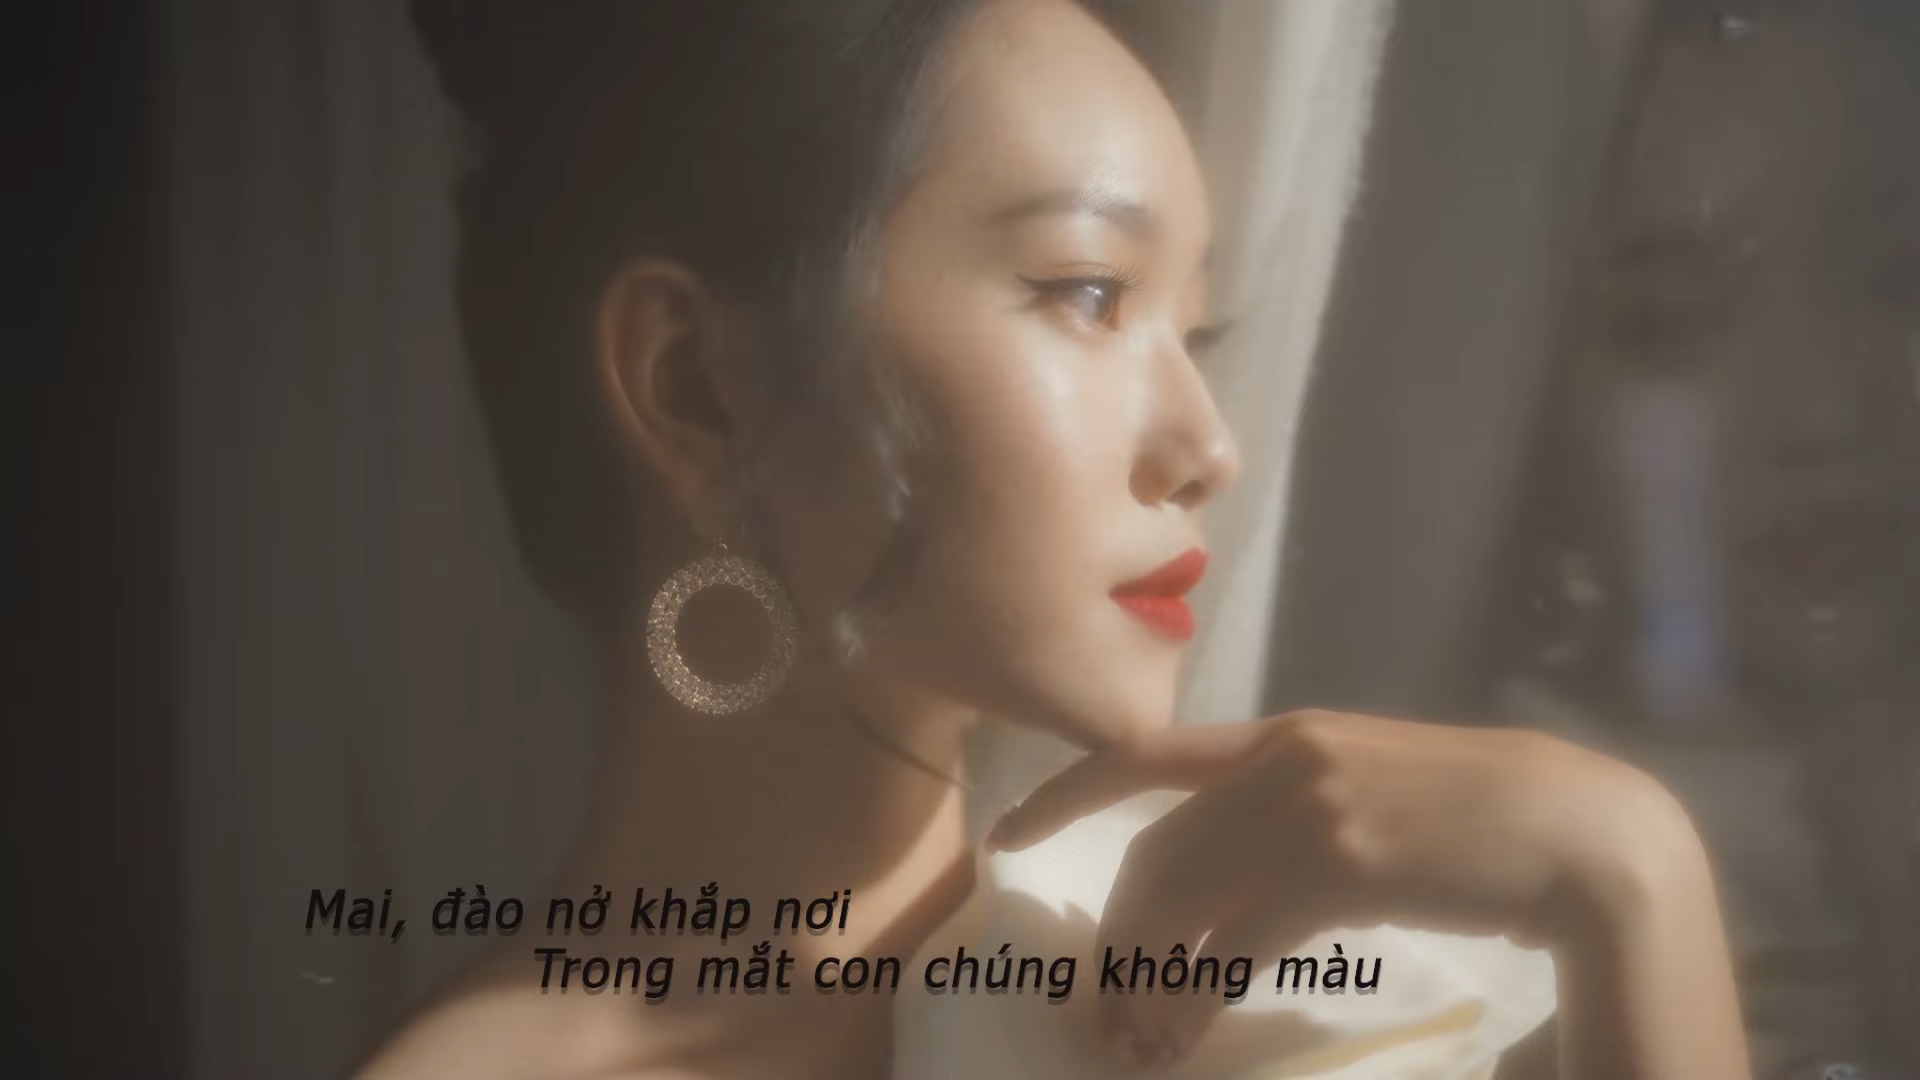 Mai, đào nở khắp nơi
Trong mắt con chúng không màu